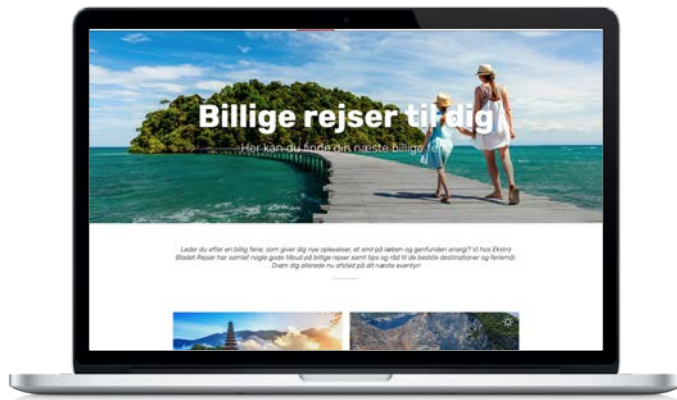 Billige rejser til dig
Her kan du finde din næste billige ferie
Leder du efter en billig ferie, som giver dig nye oplevelser, et smil på læben og genfunden energi? Vi hos Ekstra
Bladet Rejser har samlet nogle gode tilbud på billige rejser samt tips og råd til de bedste destinationer og feriemål.
Drøm dig allerede nu afsted på dit næste eventyr!